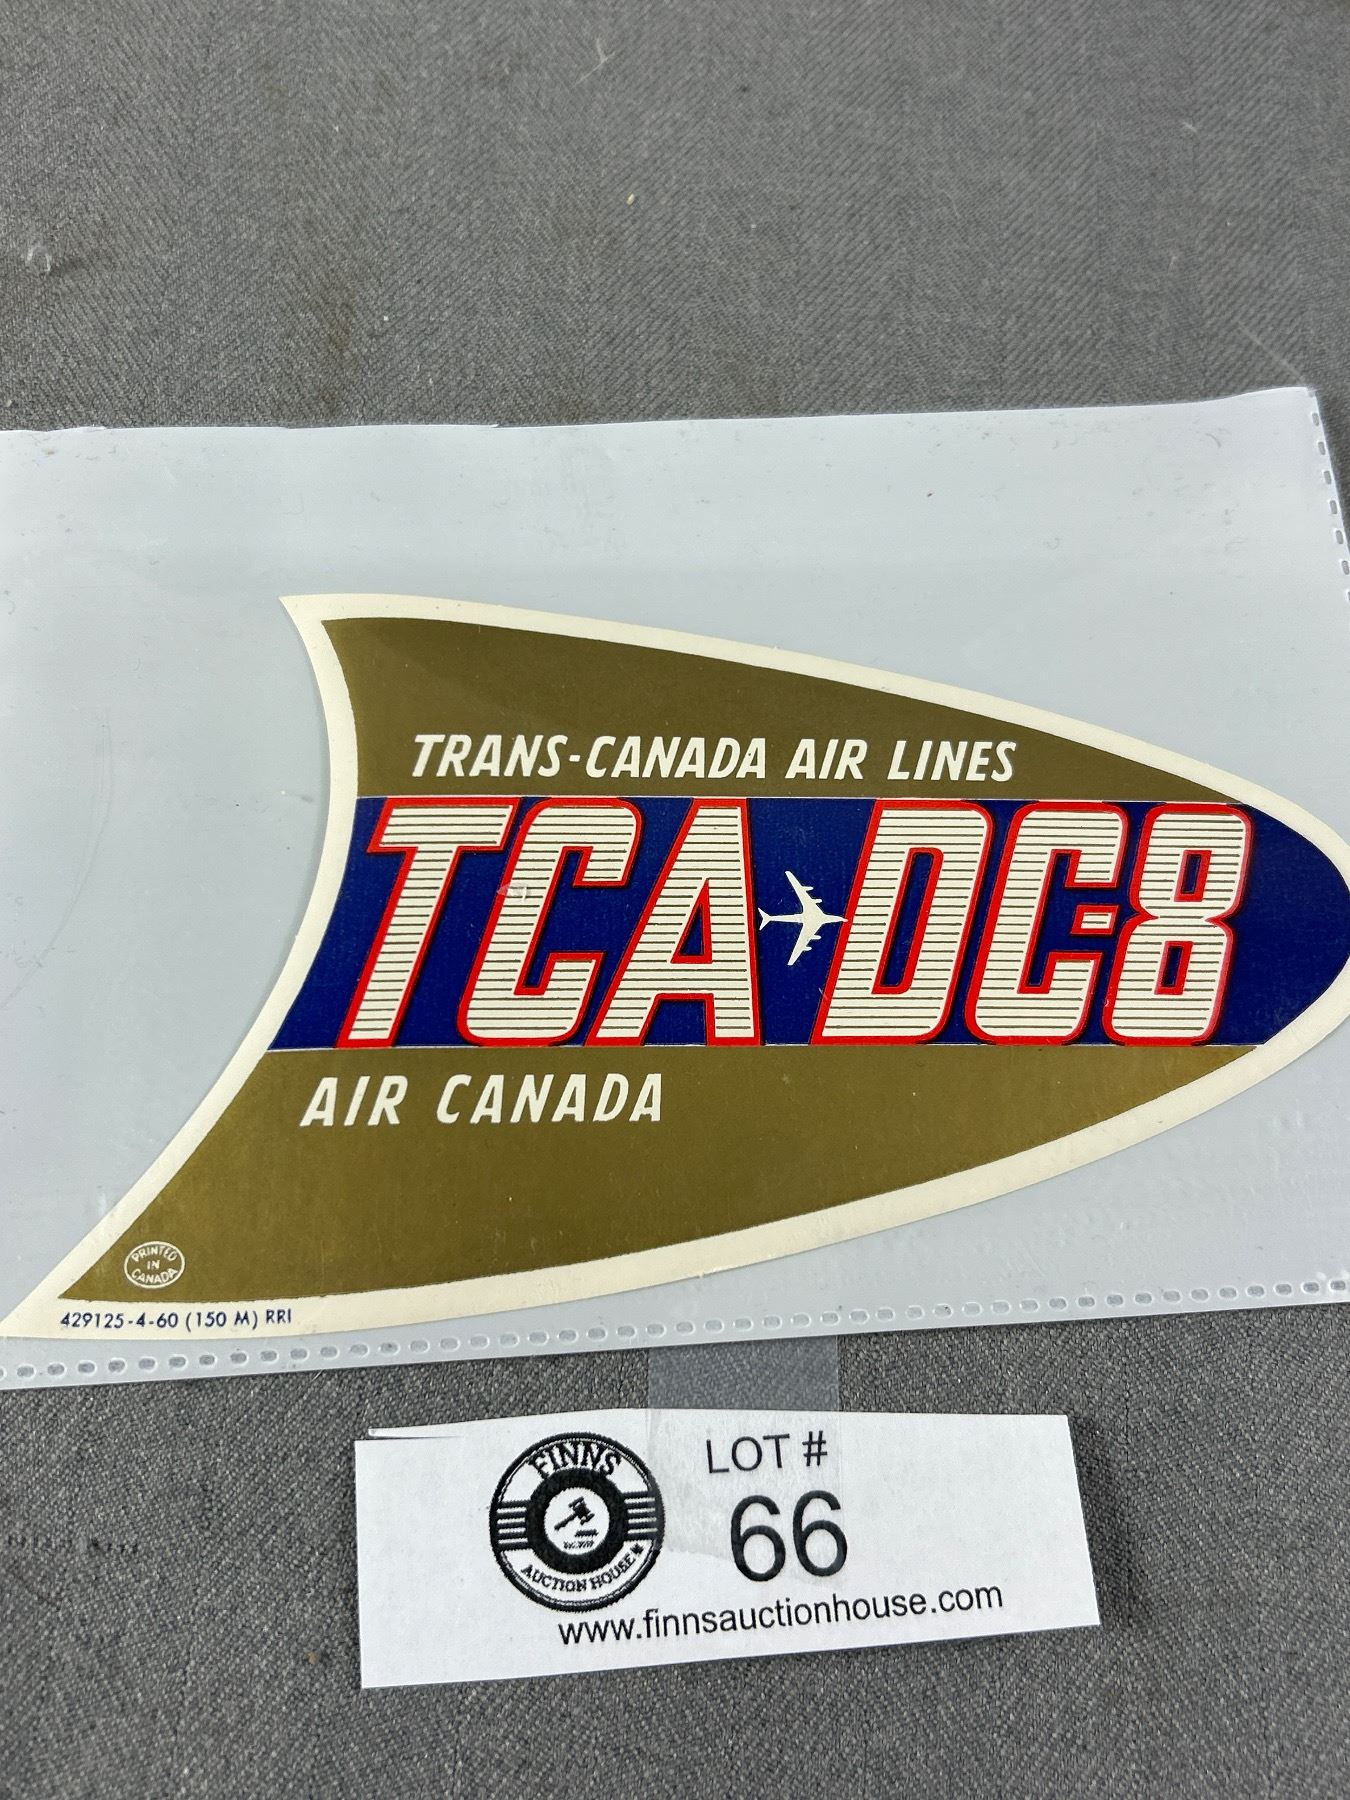 TRANS-CANADA AIR LINES
TCA DC-8
AIR CANADA
PRINTED
IN
CANADA
429125-4-60 (150 M) RRI
FINNS
AUCTION HOUSE
LOT #
66
www.finnsauctionhouse.com